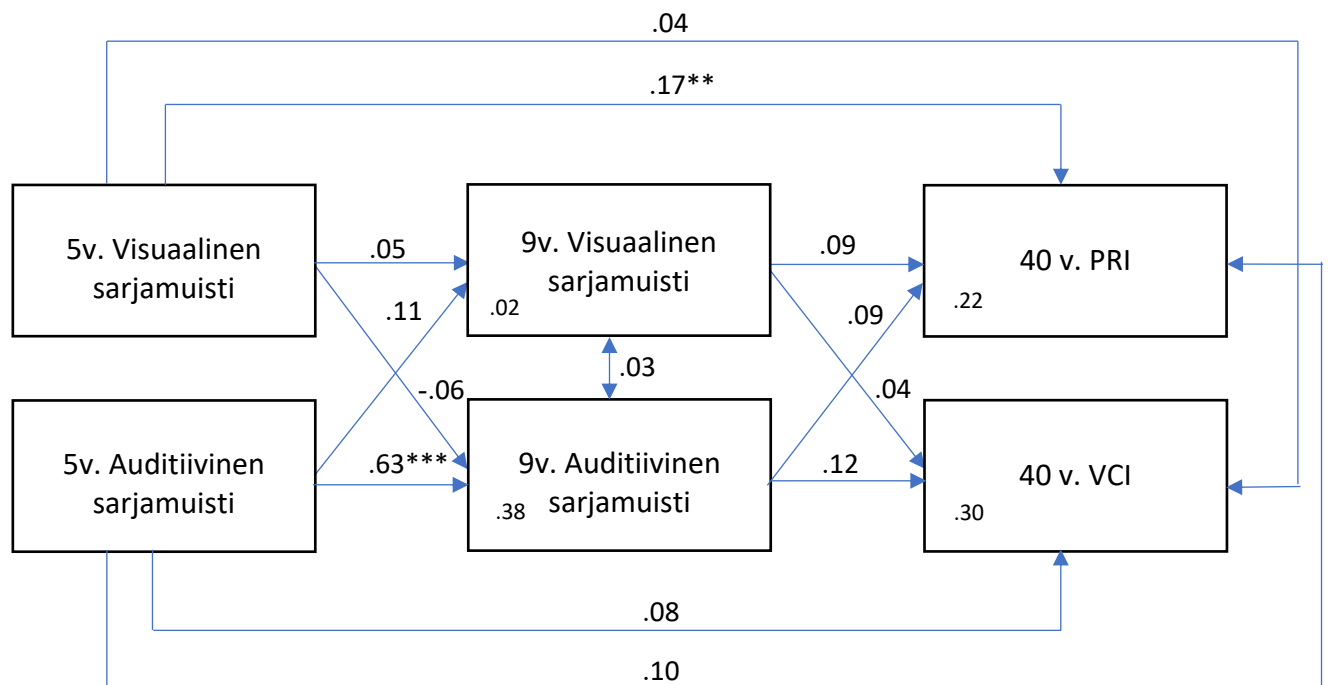 .04
.17**
5v. Visuaalinen
sarjamuisti
.05
.11
-.06
.63***
5v. Auditiivinen
sarjamuisti
9v. Visuaalinen
sarjamuisti
.02
.03
9v. Auditiivinen
sarjamuisti
.38
.09
.09
.04
.12
40 v. PRI
.22
40 v. VCI
.30
.08
.10